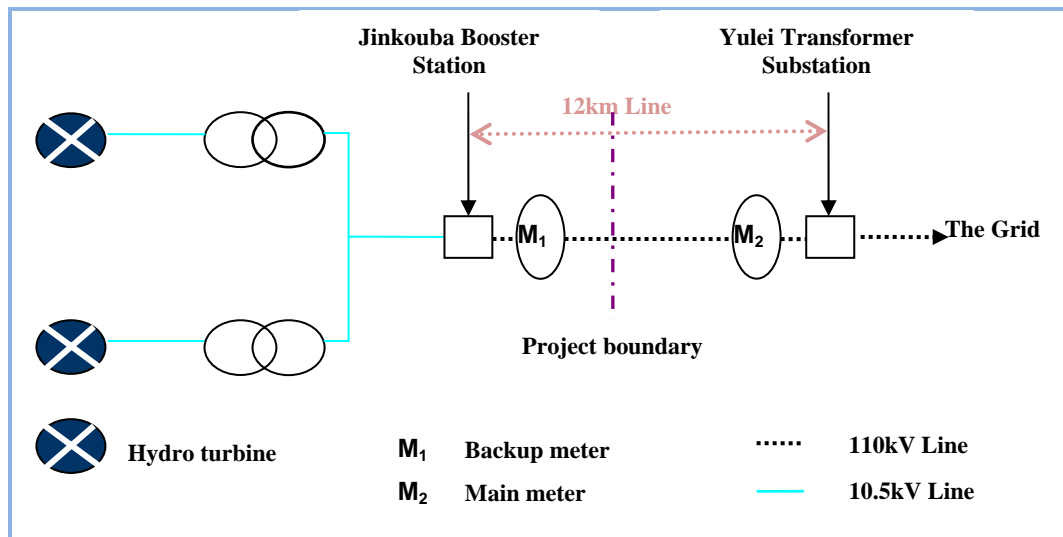 Jinkouba Booster
Station
Yulei Transformer
Substation
12km Line
M1
M2
The Grid
Project boundary
Hydro turbine
M1 Backup meter
110kV Line
M2 Main meter
10.5kV Line